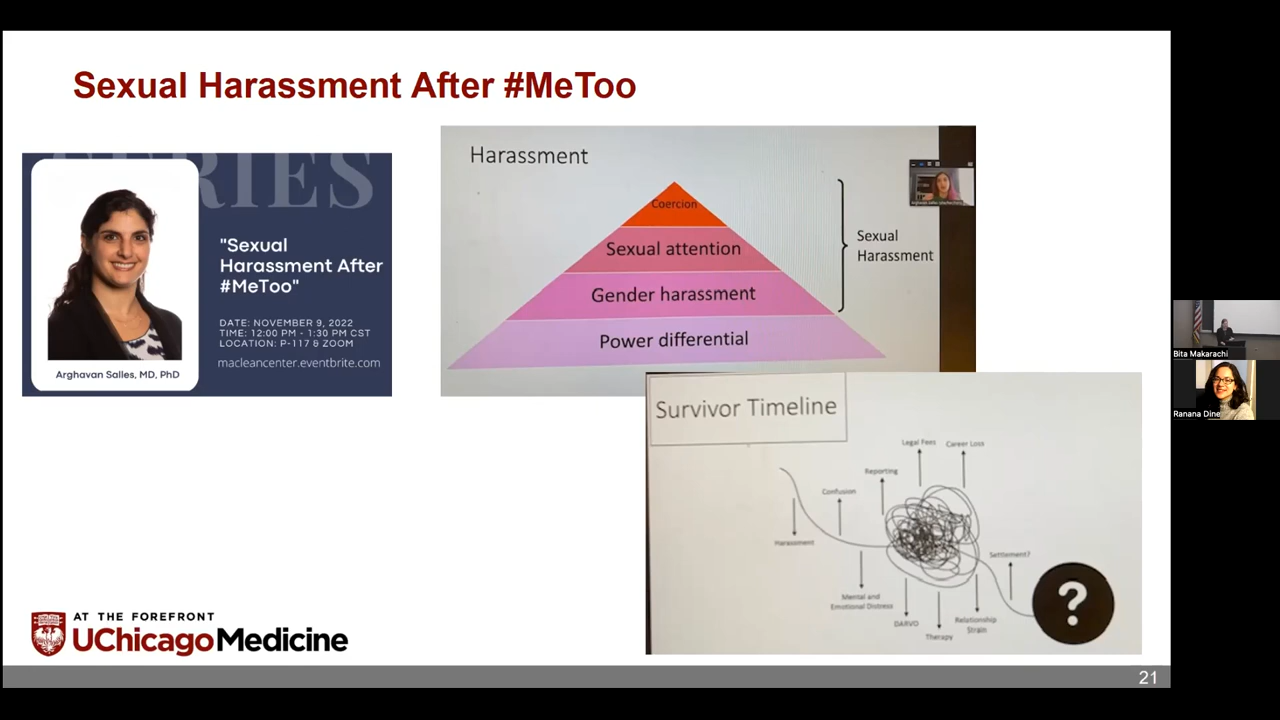 Sexual Harassment After #MeToo
SERIES
"Sexual
Harassment After
#MeToo"
DATE: NOVEMBER 9, 2022
TIME: 12:00 PM - 1:30 PM CST
LOCATION: P-117 & ZOOM
macleancenter.eventbrite.com
Arghavan Salles, MD, PhD
Harassment
Coercion
Sexual attention
Gender harassment
Power differential
Sexual
Harassment
Survivor Timeline
Legal Fees
Career Loss
Reporting
Confusion
Harassment
Settlement?
Mental and
Emotional Distress
DARVO
Therapy
Relationship
Strain
?
AT THE FOREFRONT
UChicagoMedicine
21
Bita Makarachi
Ranana Dine